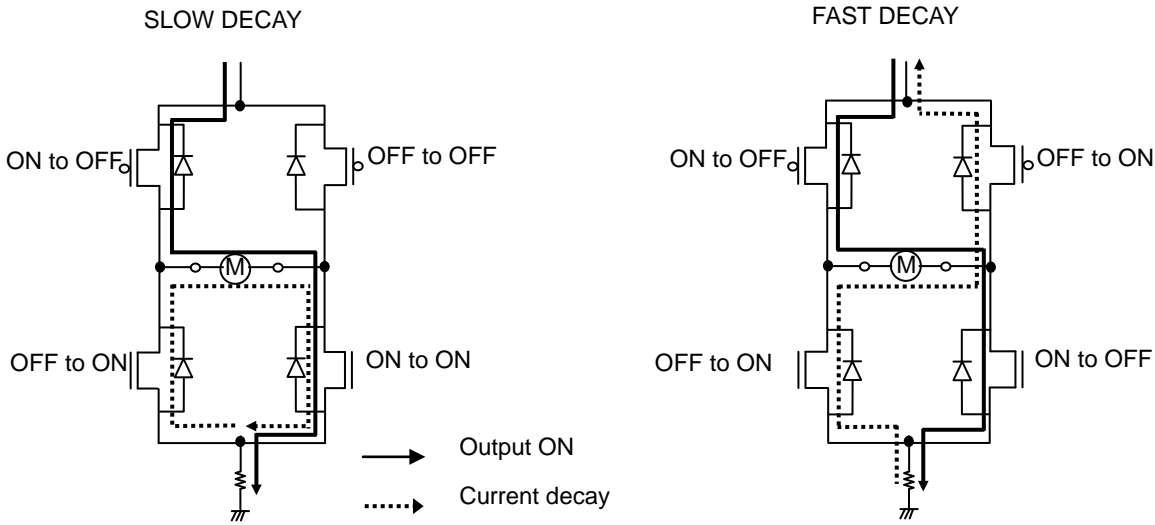 SLOW DECAY
FAST DECAY
ON to OFF
OFF to OFF
ON to OFF
OFF to ON
M
M
OFF to ON
ON to ON
OFF to ON
ON to OFF
Output ON
Current decay